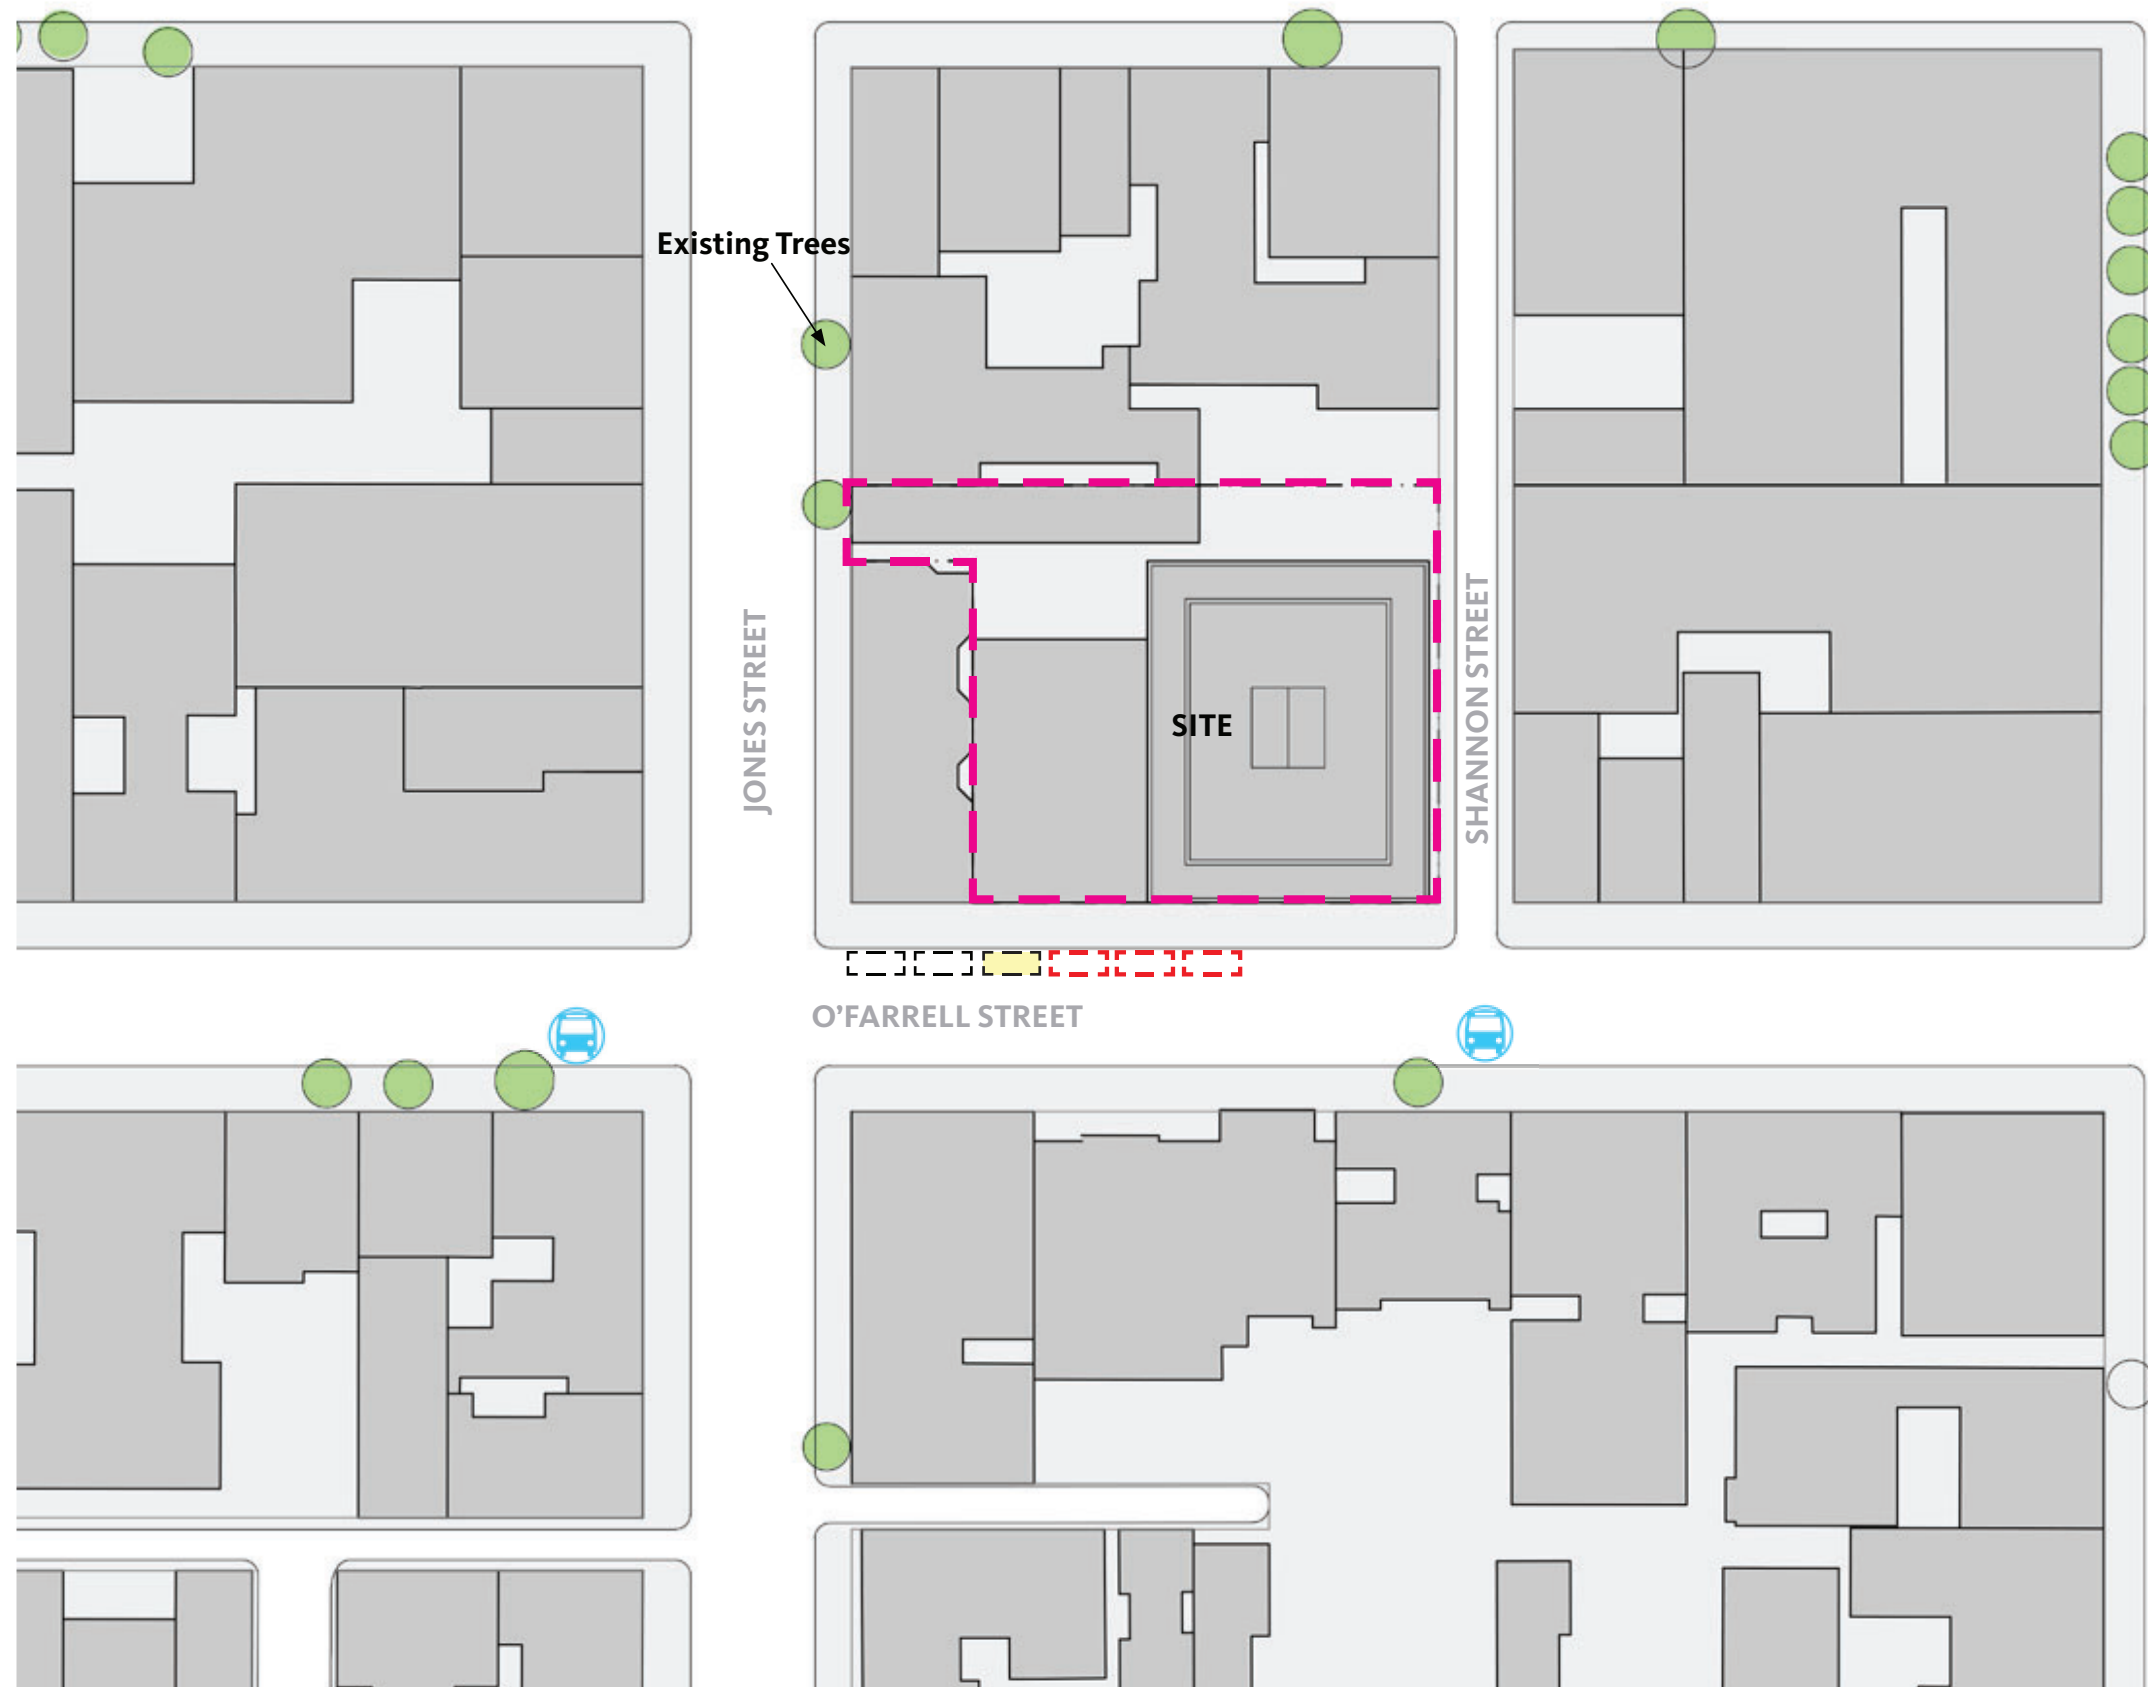 Existing Trees
JONES STREET
SITE
SHANNON STREET
O'FARRELL STREET